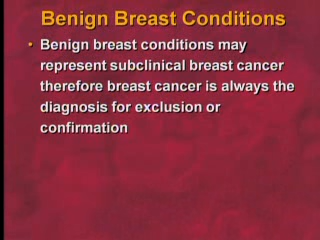 Benign Breast Conditions
• Benign breast conditions may
represent subclinical breast cancer
therefore breast cancer is always the
diagnosis for exclusion or
confirmation